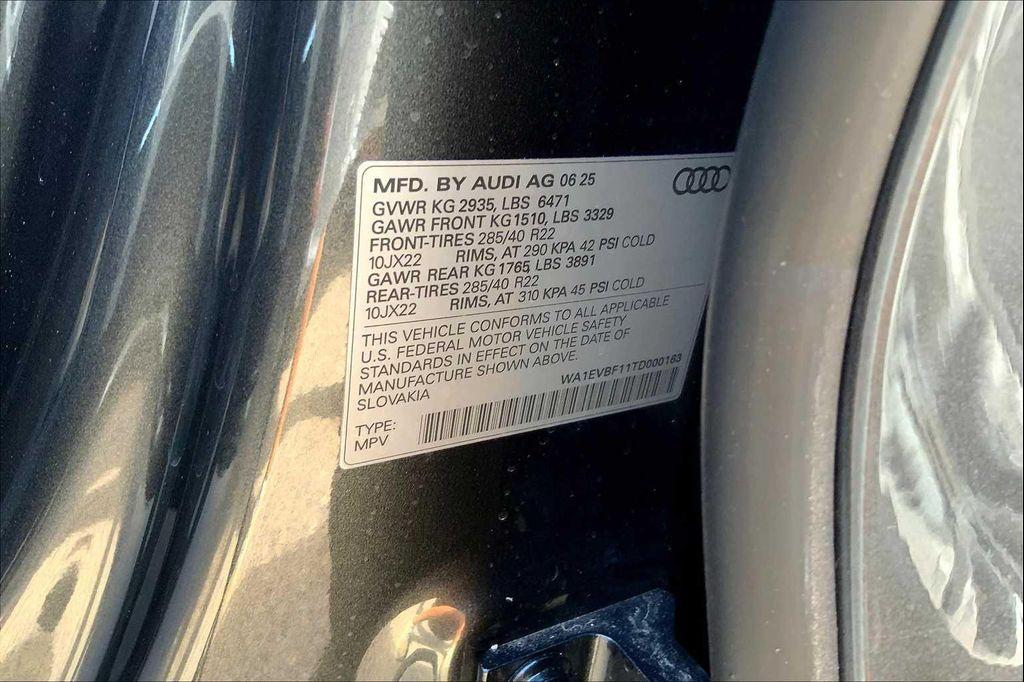 MFD. BY AUDI AG 06 25
GVWR KG 2935, LBS 6471
GAWR FRONT KG 1510, LBS 3329
FRONT-TIRES 285/40 R22
10JX22 RIMS, AT 290 KPA 42 PSI COLD
GAWR REAR KG 1765, LBS 3891
REAR-TIRES 285/40 R22
10JX22 RIMS, AT 310 KPA 45 PSI COLD
THIS VEHICLE CONFORMS TO ALL APPLICABLE
U.S. FEDERAL MOTOR VEHICLE SAFETY
STANDARDS IN EFFECT ON THE DATE OF
MANUFACTURE SHOWN ABOVE.
SLOVAKIA
WA1EVBF11TD000163
TYPE:
MPV